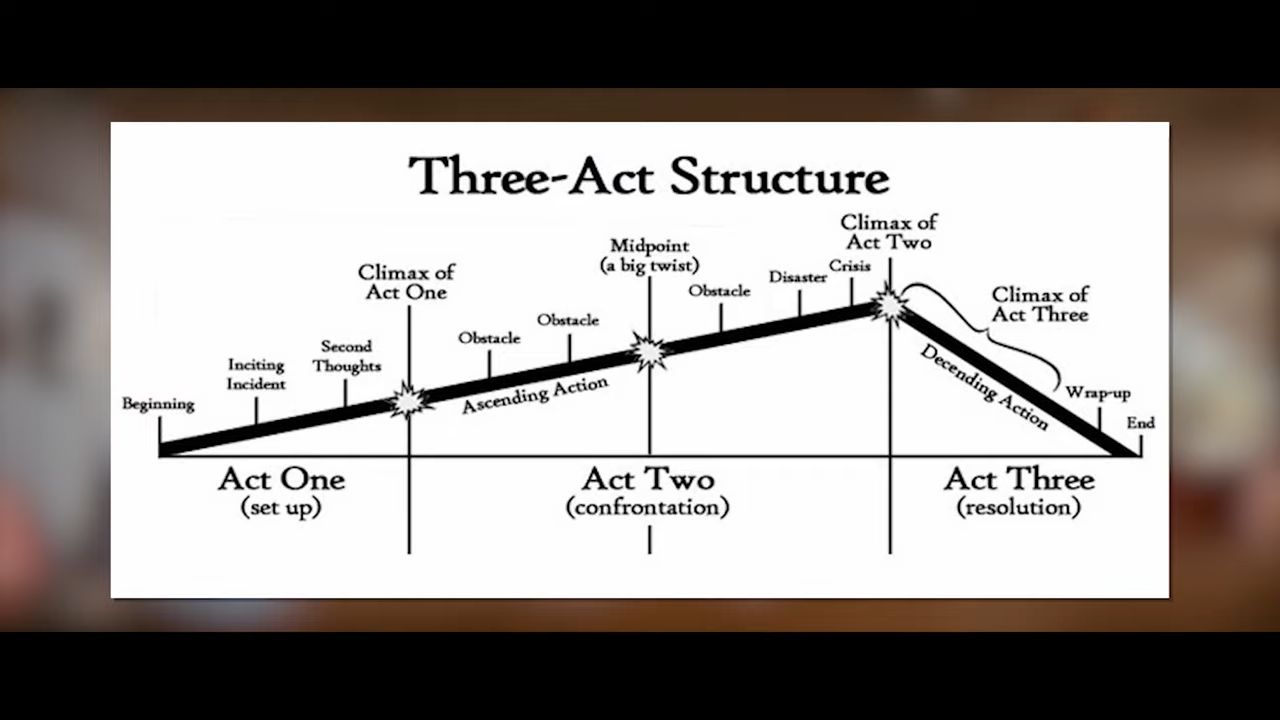 Three-Act Structure
Climax of
Act Two
Midpoint
(a big twist)
Crisis
Climax of
Act One
Disaster
Obstacle
Climax of
Act Three
Obstacle
Obstacle
Second
Thoughts
Inciting
Incident
Ascending Action
Decending Action
Wrap-up
Beginning
End
Act One
(set up)
Act Two
(confrontation)
Act Three
(resolution)